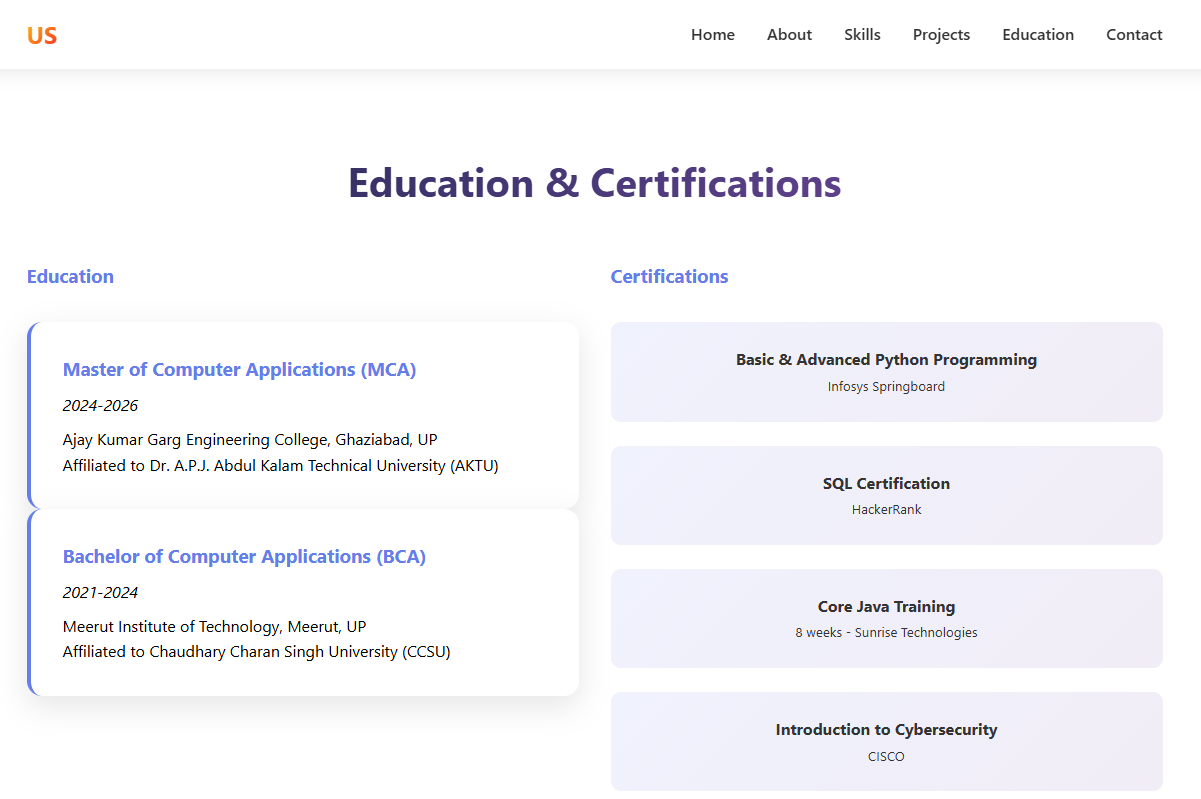 US
Home About Skills Projects Education Contact
Education & Certifications
Education
Master of Computer Applications (MCA)
2024-2026
Ajay Kumar Garg Engineering College, Ghaziabad, UP
Affiliated to Dr. A.P.J. Abdul Kalam Technical University (AKTU)
Bachelor of Computer Applications (BCA)
2021-2024
Meerut Institute of Technology, Meerut, UP
Affiliated to Chaudhary Charan Singh University (CCSU)
Certifications
Basic & Advanced Python Programming
Infosys Springboard
SQL Certification
HackerRank
Core Java Training
8 weeks - Sunrise Technologies
Introduction to Cybersecurity
CISCO